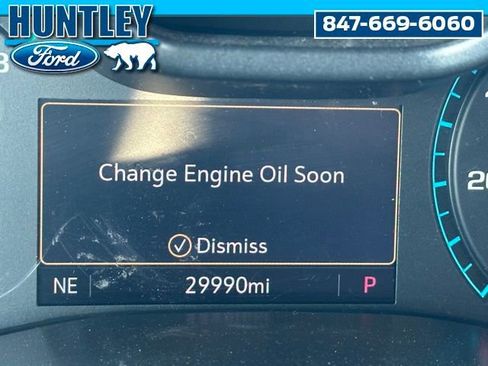 HUNTLEY
Ford
847-669-6060
Change Engine Oil Soon
Dismiss
NE 29990mi P